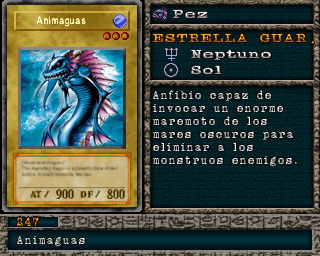 Animaguas
AT/ 900 DF/ 800
Pez
ESTRELLA GUAR.
Neptuno
Sol
Anfibio capaz de
invocar un enorme
maremoto de los
mares oscuros para
eliminar a los
monstruos enemigos.
247
Animaguas